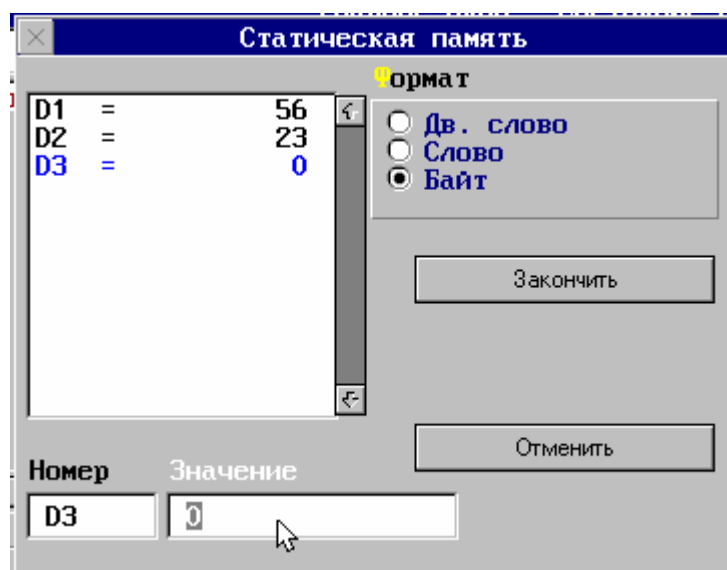 Статическая память
Формат
D1 = 56
D2 = 23
D3 = 0
Дв. слово
Слово
Байт
Закончить
Отменить
Номер Значение
D3 0